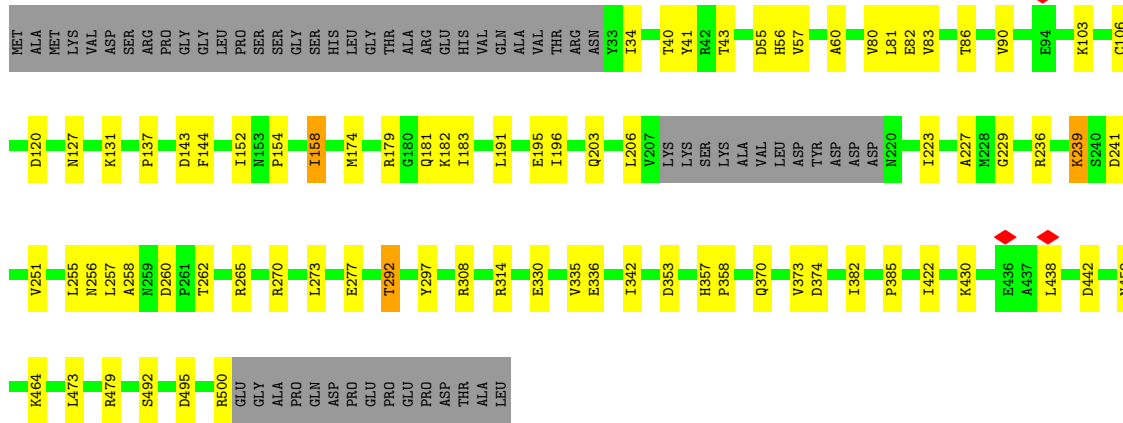 MET ALA MET LYS VAL ASP SER ARG PRO GLY GLY LEU PRO SER SER GLY SER HIS LEU GLY THR ALA ARG GLU HIS VAL GLN ALA VAL THR ARG ASN Y33 I34 T40 Y41 R42 T43 D55 H56 V57 A60 V80 L81 E82 V83 T86 V90 E94 K103 C106
D120 N127 K131 P137 D143 F144 I152 N153 P154 I158 M174 R179 G180 Q181 K182 I183 L191 E195 I196 Q203 L206 V207 LYS LYS SER LYS ALA VAL LEU ASP TYR ASP ASP ASP N220 I223 A227 M228 G229 R236 K239 S240 D241
V251 L255 N256 L257 A258 N259 D260 P261 T262 R265 R270 L273 E277 T292 Y297 R308 R314 E330 V335 E336 I342 D353 H357 P358 Q370 V373 D374 I382 P385 I422 K430 E436 A437 L438 D442
K464 L473 R479 S492 D495 R500 GLU GLY ALA PRO GLN ASP PRO GLU PRO GLU PRO ASP THR ALA LEU